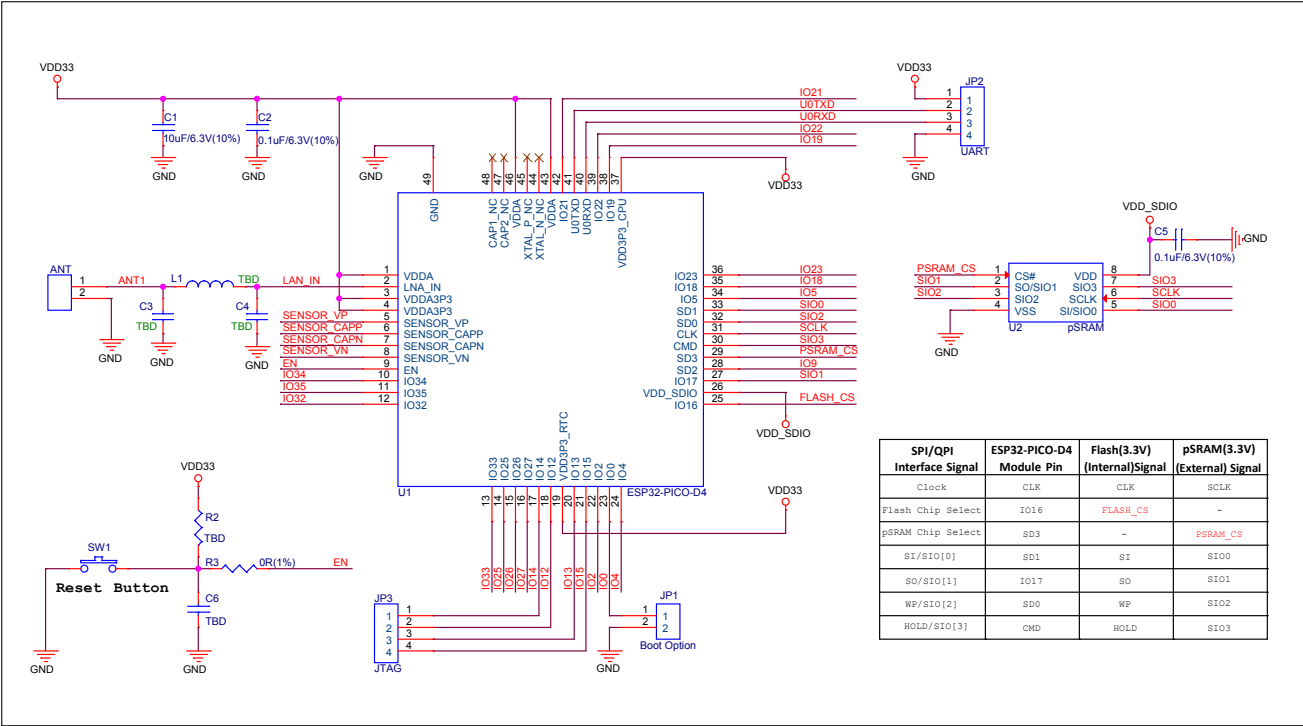 VDD33
C1
10uF/6.3V(10%)
GND
C2
0.1uF/6.3V(10%)
GND
GND
VDD33
JP2
IO21 1 1
U0TXD 2 2
U0RXD 3 3
IO22 4 4
IO19
UART
GND
VDD33
49 48 47 46 45 44 43 42 41 40 39 38 37
GND CAP1_NC CAP2_NC VDDA XTAL_P_NC XTAL_N_NC VDDA IO21 U0TXD U0RXD IO22 IO19 VDD3P3_CPU
ANT
1
2
ANT1
L1
TBD
LAN_IN
C3
TBD
C4
TBD
GND
GND
GND
1 VDDA
2 LNA_IN
3 VDDA3P3
4 VDDA3P3
SENSOR_VP 5 SENSOR_VP
SENSOR_CAPP 6 SENSOR_CAPP
SENSOR_CAPN 7 SENSOR_CAPN
SENSOR_VN 8 SENSOR_VN
EN 9 EN
IO34 10 IO34
IO35 11 IO35
IO32 12 IO32
IO23 36 IO23
IO18 35 IO18
IO5 34 IO5
SD1 33 SIO0
SD0 32 SIO2
CLK 31 SCLK
CMD 30 SIO3
SD3 29 PSRAM_CS
SD2 28 IO9
IO17 27 SIO1
VDD_SDIO 26
IO16 25 FLASH_CS
VDD_SDIO
IO33 IO25 IO26 IO27 IO14 IO12 VDD3P3_RTC IO13 IO15 IO2 IO0 IO4
U1
ESP32-PICO-D4
13 14 15 16 17 18 19 20 21 22 23 24
VDD33
IO33 IO25 IO26 IO27 IO14 IO12 IO13 IO15 IO2 IO0 IO4
VDD_SDIO
C5
0.1uF/6.3V(10%)
GND
PSRAM_CS 1 CS# VDD 8
SIO1 2 SO/SIO1 SIO3 7 SIO3
SIO2 3 SIO2 SCLK 6 SCLK
4 VSS SI/SIO0 5 SIO0
U2 pSRAM
GND
VDD33
R2
TBD
SW1
R3
0R(1%)
EN
Reset Button
C6
TBD
GND
GND
JP3
1 1
2 2
3 3
4 4
JTAG
JP1
1 1
2 2
Boot Option
GND
SPI/QPI Interface Signal ESP32-PICO-D4 Module Pin Flash(3.3V) (Internal)Signal pSRAM(3.3V) (External) Signal
Clock CLK CLK SCLK
Flash Chip Select IO16 FLASH_CS -
pSRAM Chip Select SD3 - PSRAM_CS
SI/SIO[0] SD1 SI SIO0
SO/SIO[1] IO17 SO SIO1
WP/SIO[2] SD0 WP SIO2
HOLD/SIO[3] CMD HOLD SIO3